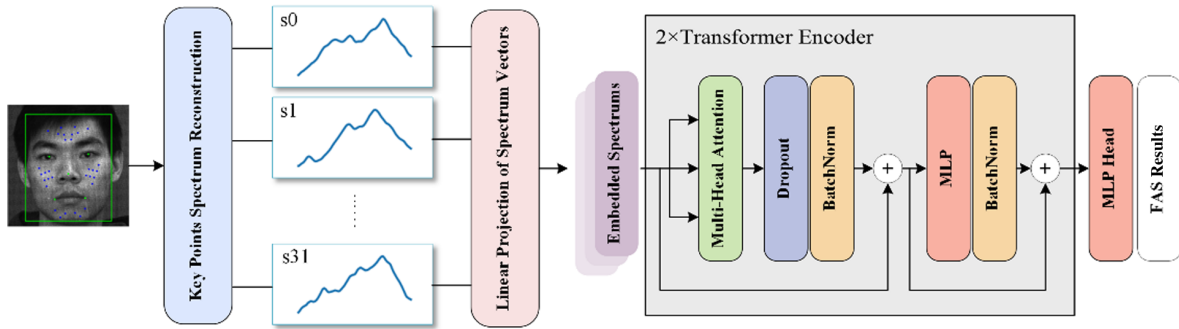 Key Points Spectrum Reconstruction
s0
s1
s31
Linear Projection of Spectrum Vectors
Embedded Spectrums
2×Transformer Encoder
Multi-Head Attention
Dropout
BatchNorm
+
MLP
BatchNorm
+
MLP Head
FAS Results